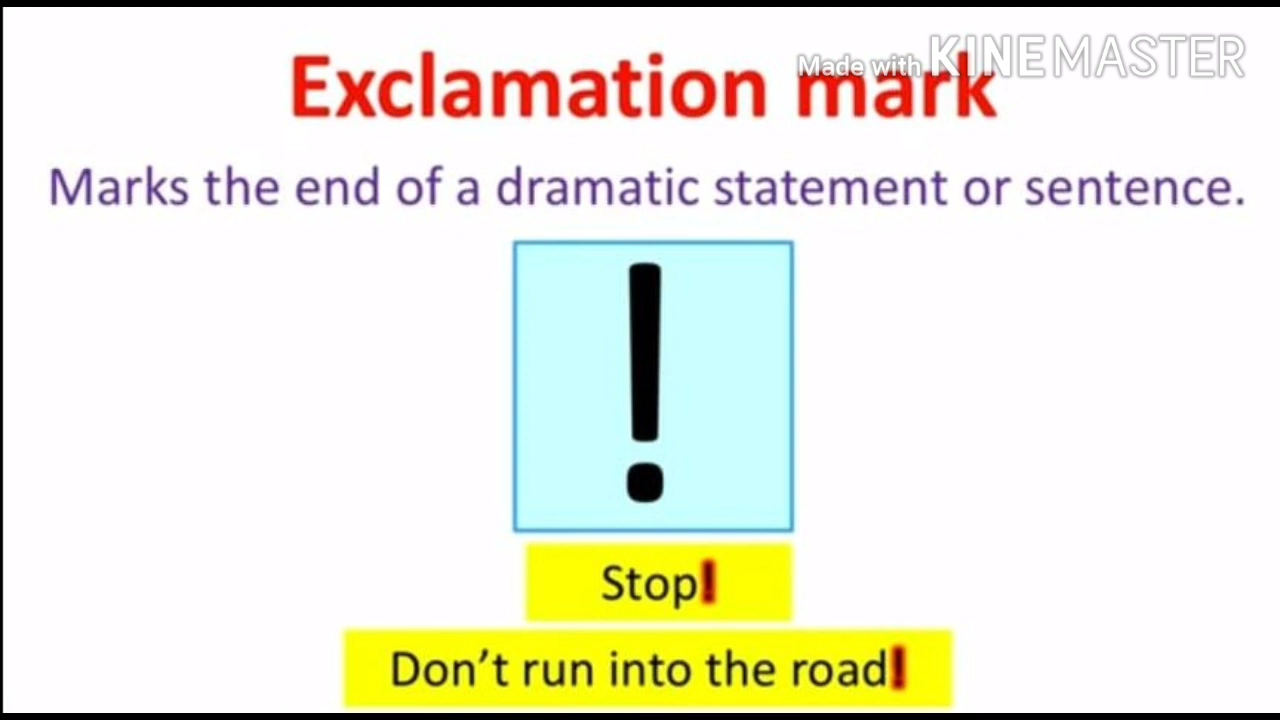 Made with KINEMASTER
Exclamation mark
Marks the end of a dramatic statement or sentence.
!
Stop!
Don’t run into the road!